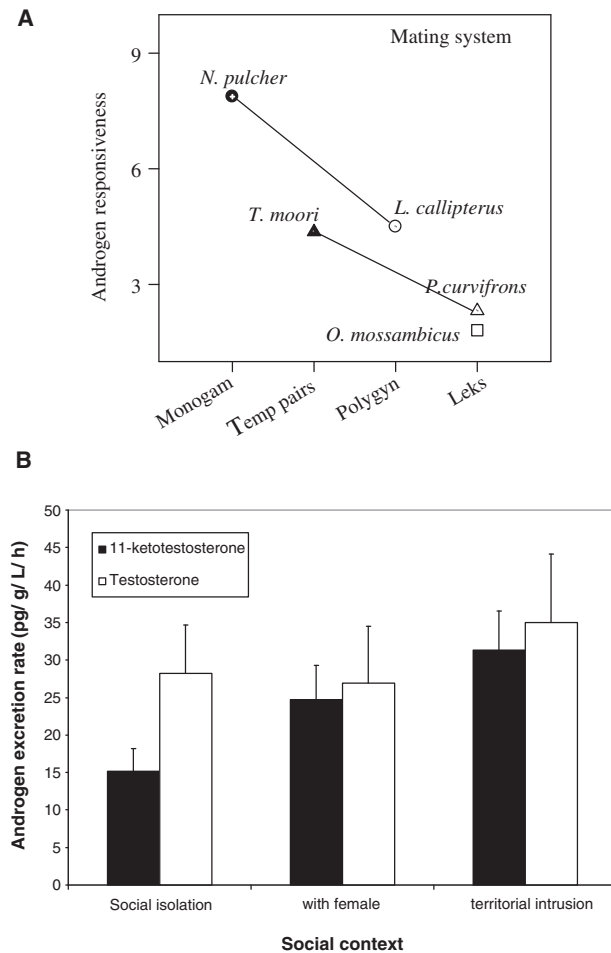 A
Mating system
9
6
3
Androgen responsiveness
N. pulcher
L. callipterus
T. moori
P.curvifrons
O. mossambicus
Monogam
Temp pairs
Polygyn
Leks
B
50
45
40
35
30
25
20
15
10
5
0
Androgen excretion rate (pg/ g/ L/ h)
11-ketotestosterone
Testosterone
Social isolation
with female
territorial intrusion
Social context